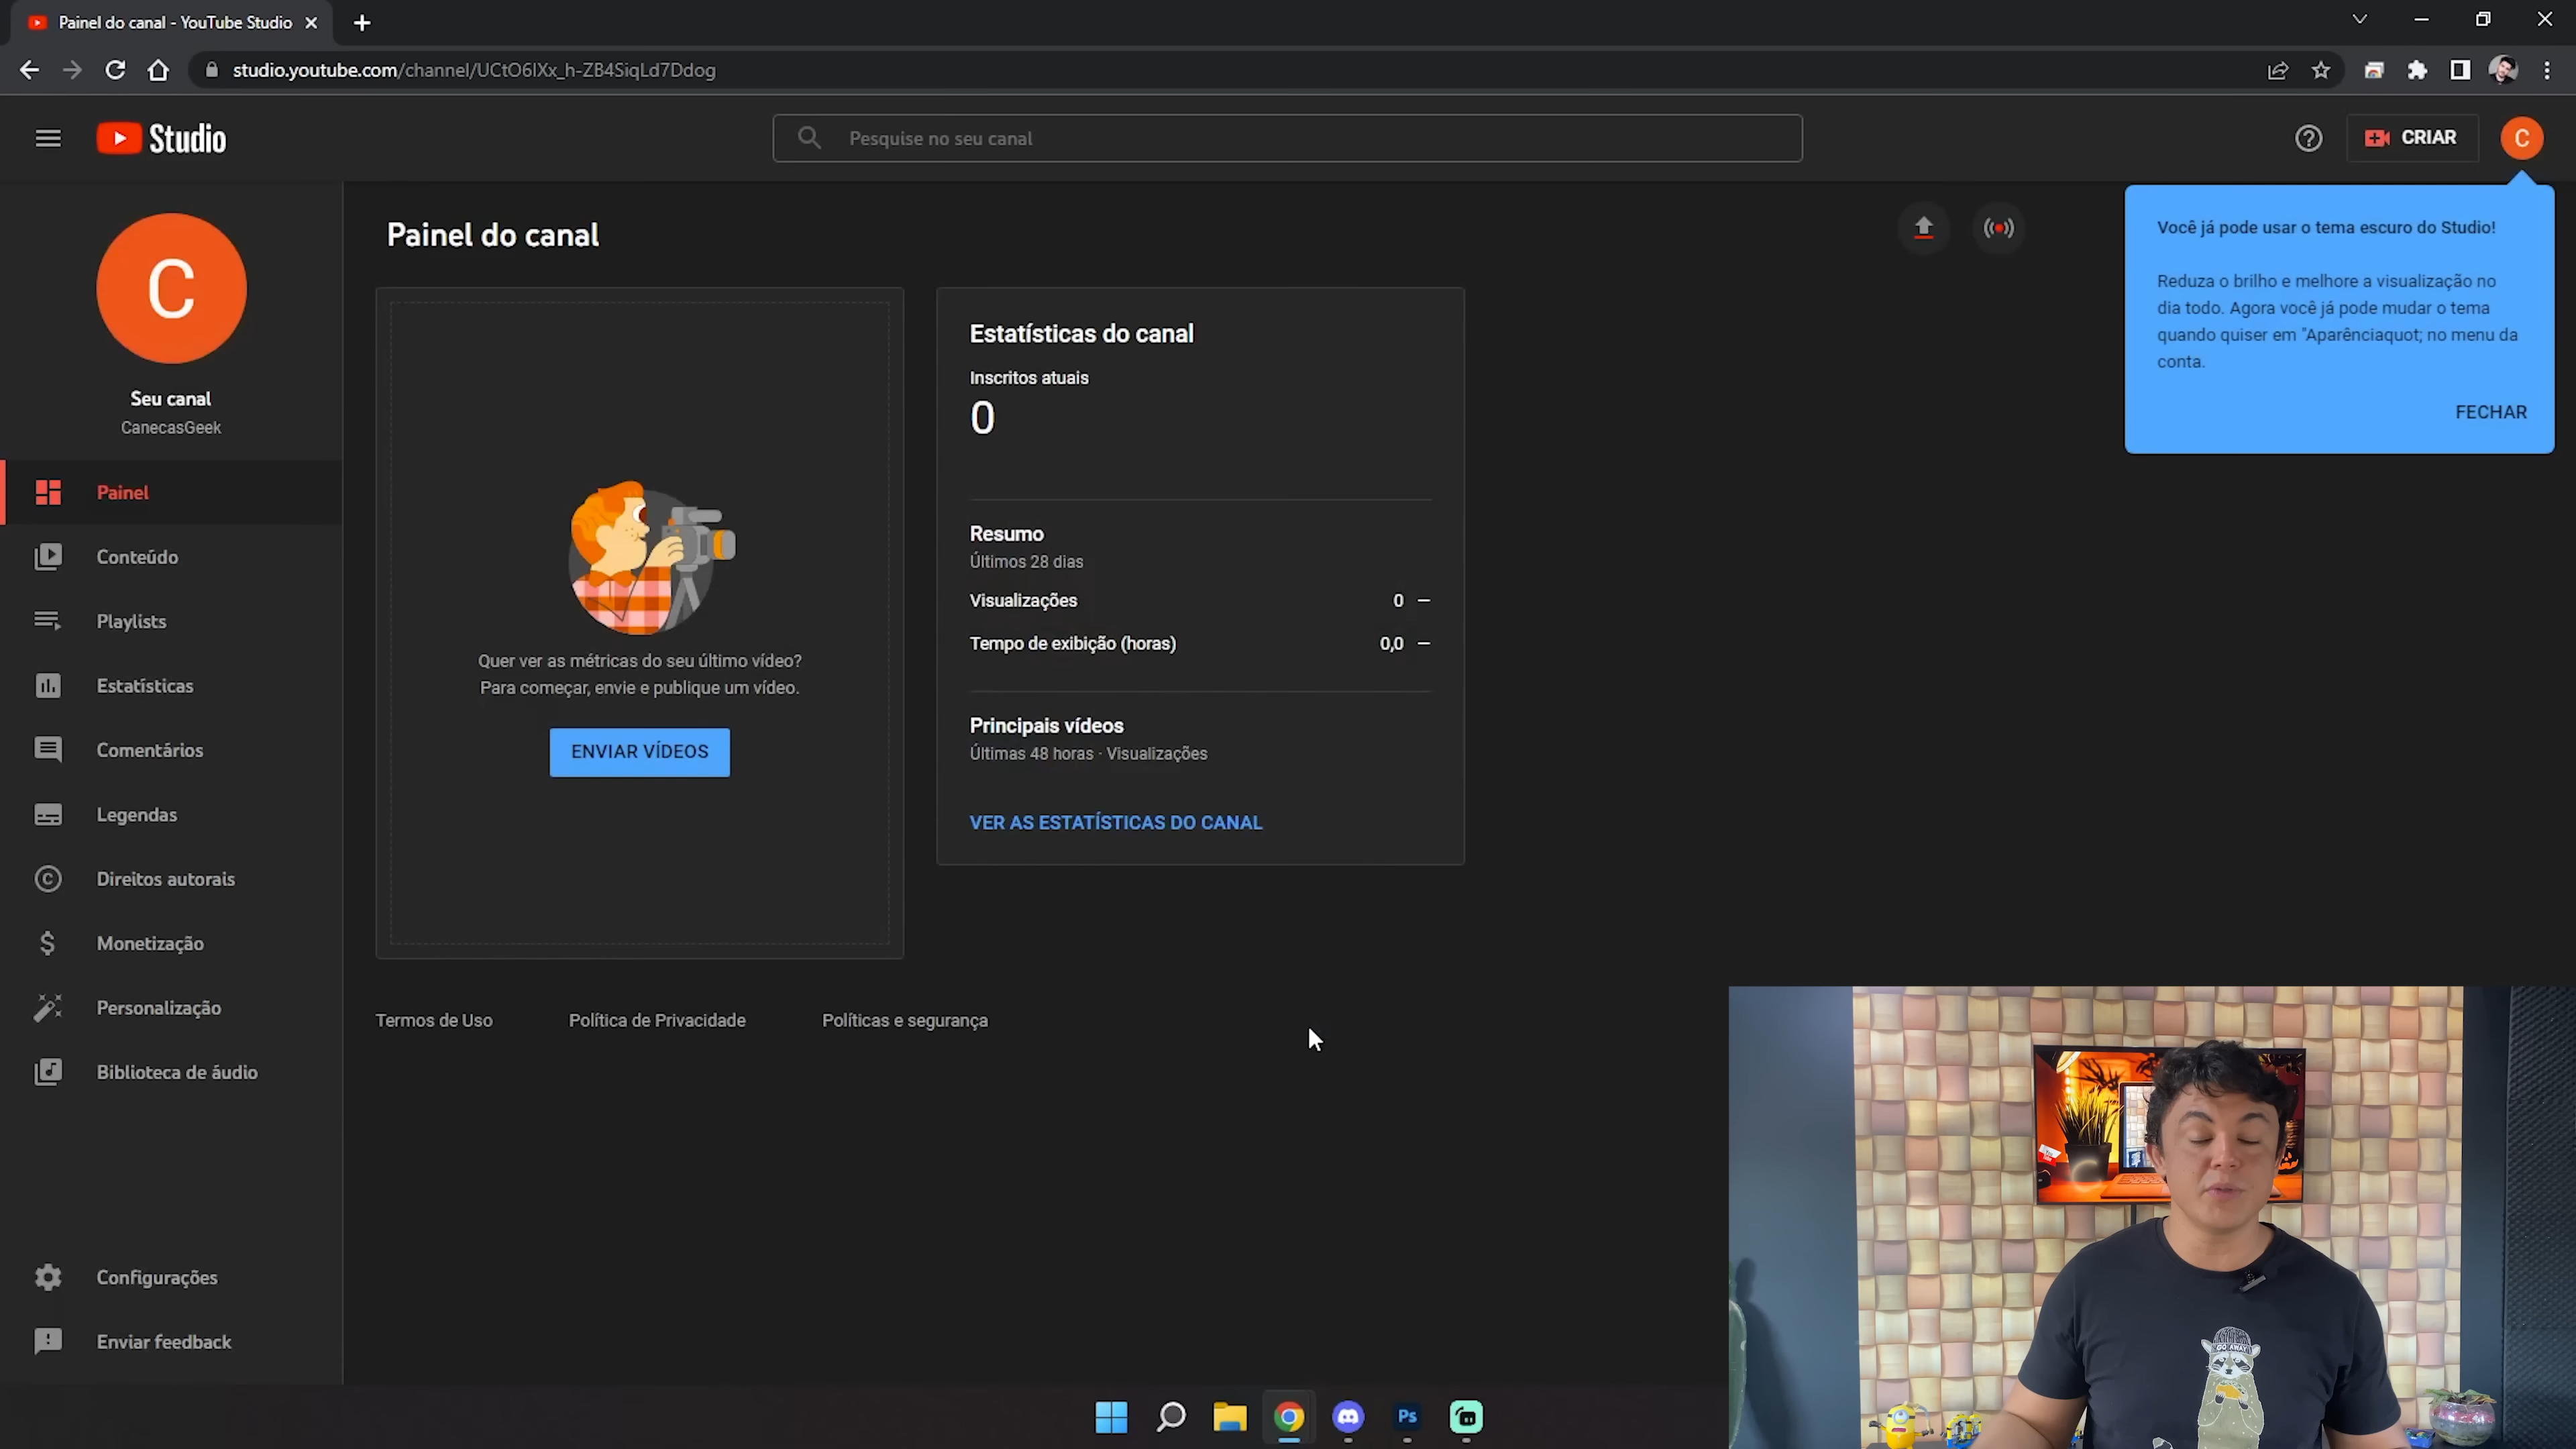 Painel do canal - YouTube Studio
studio.youtube.com/channel/UCtO6IXx_h-ZB4SiqLd7Ddog
Studio
Pesquise no seu canal
CRIAR
C
Você já pode usar o tema escuro do Studio!
Reduza o brilho e melhore a visualização no
dia todo. Agora você já pode mudar o tema
quando quiser em "Aparênciaquot; no menu da
conta.
FECHAR
C
Seu canal
CanecasGeek
Painel
Conteúdo
Playlists
Estatísticas
Comentários
Legendas
Direitos autorais
Monetização
Personalização
Biblioteca de áudio
Configurações
Enviar feedback
Painel do canal
Quer ver as métricas do seu último vídeo?
Para começar, envie e publique um vídeo.
ENVIAR VÍDEOS
Estatísticas do canal
Inscritos atuais
0
Resumo
Últimos 28 dias
Visualizações 0 —
Tempo de exibição (horas) 0,0 —
Principais vídeos
Últimas 48 horas · Visualizações
VER AS ESTATÍSTICAS DO CANAL
Termos de Uso Política de Privacidade Políticas e segurança
GO AWAY
Ps